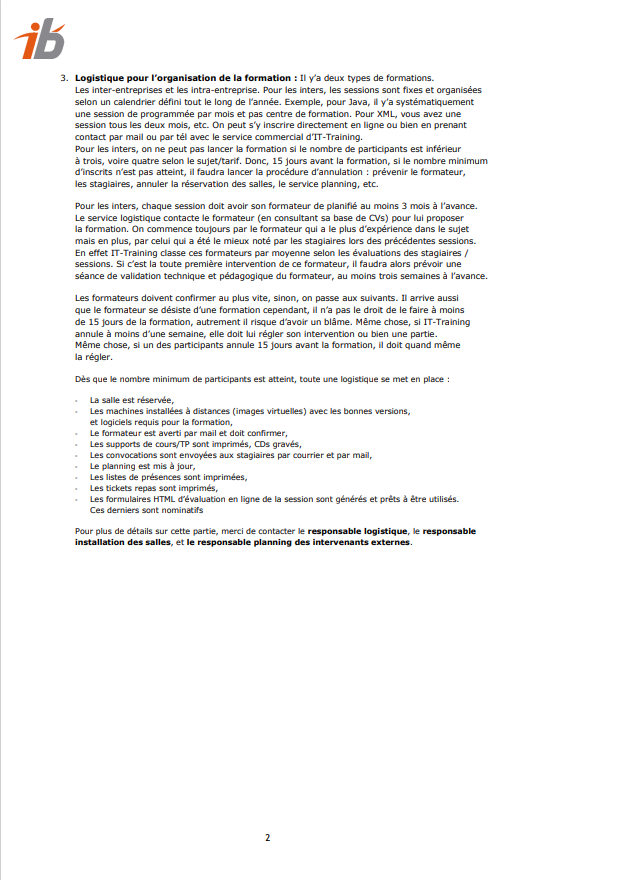 ib
3. Logistique pour l’organisation de la formation : Il y’a deux types de formations.
Les inter-entreprises et les intra-entreprise. Pour les inters, les sessions sont fixes et organisées
selon un calendrier défini tout le long de l’année. Exemple, pour Java, il y’a systématiquement
une session de programmée par mois et pas centre de formation. Pour XML, vous avez une
session tous les deux mois, etc. On peut s’y inscrire directement en ligne ou bien en prenant
contact par mail ou par tél avec le service commercial d’IT-Training.
Pour les inters, on ne peut pas lancer la formation si le nombre de participants est inférieur
à trois, voire quatre selon le sujet/tarif. Donc, 15 jours avant la formation, si le nombre minimum
d’inscrits n’est pas atteint, il faudra lancer la procédure d’annulation : prévenir le formateur,
les stagiaires, annuler la réservation des salles, le service planning, etc.
Pour les inters, chaque session doit avoir son formateur de planifié au moins 3 mois à l’avance.
Le service logistique contacte le formateur (en consultant sa base de CVs) pour lui proposer
la formation. On commence toujours par le formateur qui a le plus d’expérience dans le sujet
mais en plus, par celui qui a été le mieux noté par les stagiaires lors des précédentes sessions.
En effet IT-Training classe ces formateurs par moyenne selon les évaluations des stagiaires /
sessions. Si c’est la toute première intervention de ce formateur, il faudra alors prévoir une
séance de validation technique et pédagogique du formateur, au moins trois semaines à l’avance.
Les formateurs doivent confirmer au plus vite, sinon, on passe aux suivants. Il arrive aussi
que le formateur se désiste d’une formation cependant, il n’a pas le droit de le faire à moins
de 15 jours de la formation, autrement il risque d’avoir un blâme. Même chose, si IT-Training
annule à moins d’une semaine, elle doit lui régler son intervention ou bien une partie.
Même chose, si un des participants annule 15 jours avant la formation, il doit quand même
la régler.
Dès que le nombre minimum de participants est atteint, toute une logistique se met en place :
- La salle est réservée,
- Les machines installées à distances (images virtuelles) avec les bonnes versions,
et logiciels requis pour la formation,
- Le formateur est averti par mail et doit confirmer,
- Les supports de cours/TP sont imprimés, CDs gravés,
- Les convocations sont envoyées aux stagiaires par courrier et par mail,
- Le planning est mis à jour,
- Les listes de présences sont imprimées,
- Les tickets repas sont imprimés,
- Les formulaires HTML d’évaluation en ligne de la session sont générés et prêts à être utilisés.
Ces derniers sont nominatifs
Pour plus de détails sur cette partie, merci de contacter le responsable logistique, le responsable
installation des salles, et le responsable planning des intervenants externes.
2